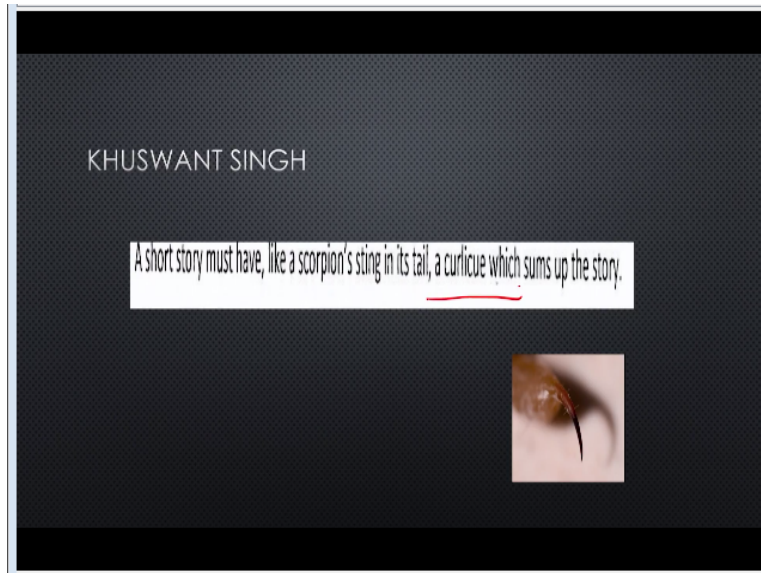 KHUSWANT SINGH
A short story must have, like a scorpion's sting in its tail, a curlicue which sums up the story.